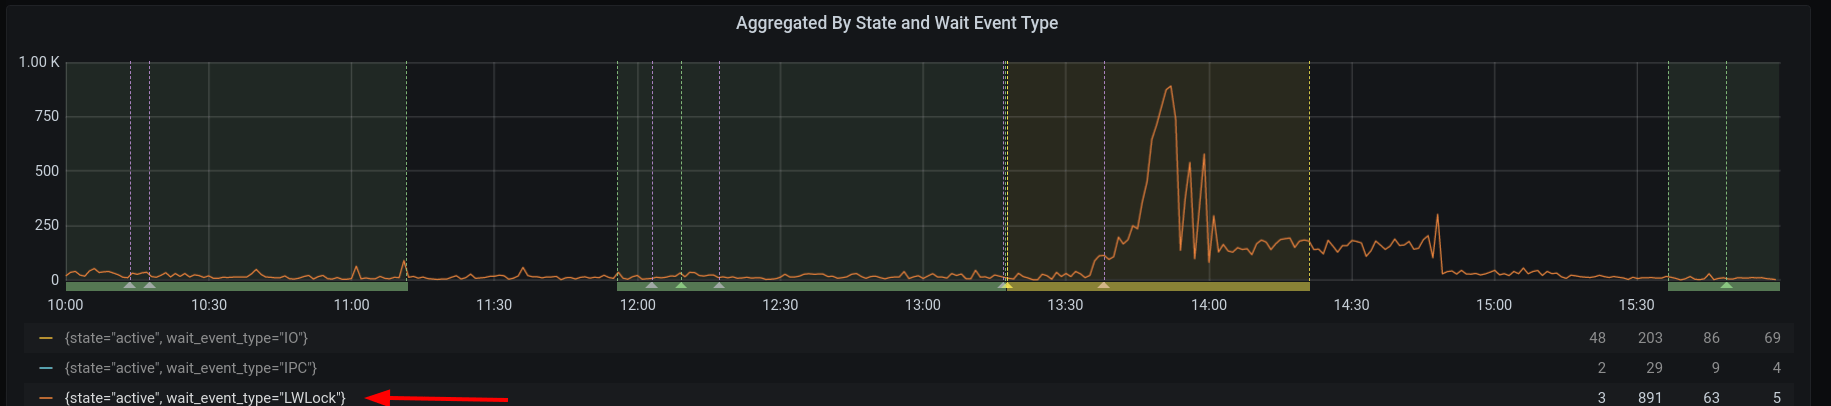 Aggregated By State and Wait Event Type
1.00 K
750
500
250
0
10:00 10:30 11:00 11:30 12:00 12:30 13:00 13:30 14:00 14:30 15:00 15:30
{state="active", wait_event_type="IO"} 48 203 86 69
{state="active", wait_event_type="IPC"} 2 29 9 4
{state="active", wait_event_type="LWLock"} 3 891 63 5